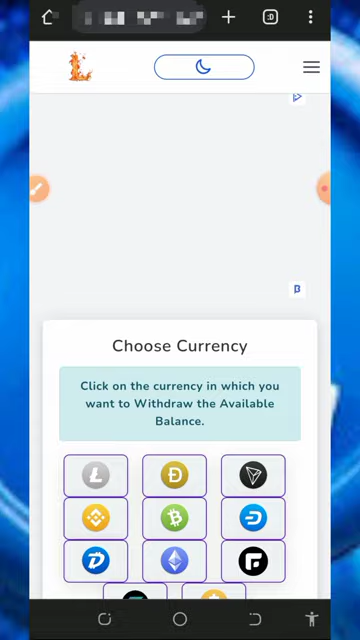 :D
Choose Currency
Click on the currency in which you
want to Withdraw the Available
Balance.